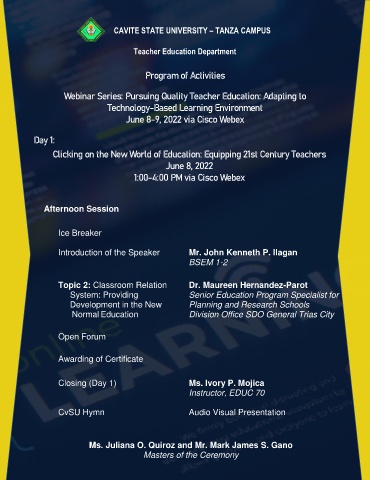 CAVITE STATE UNIVERSITY – TANZA CAMPUS
Teacher Education Department
Program of Activities
Webinar Series: Pursuing Quality Teacher Education: Adapting to
Technology-Based Learning Environment
June 8-9, 2022 via Cisco Webex
Day 1:
Clicking on the New World of Education: Equipping 21st Century Teachers
June 8, 2022
1:00-4:00 PM via Cisco Webex
Afternoon Session
Ice Breaker
Introduction of the Speaker
Mr. John Kenneth P. Ilagan
BSEM 1-2
Topic 2: Classroom Relation
System: Providing
Development in the New
Normal Education
Dr. Maureen Hernandez-Parot
Senior Education Program Specialist for
Planning and Research Schools
Division Office SDO General Trias City
Open Forum
Awarding of Certificate
Closing (Day 1)
Ms. Ivory P. Mojica
Instructor, EDUC 70
CvSU Hymn
Audio Visual Presentation
Ms. Juliana O. Quiroz and Mr. Mark James S. Gano
Masters of the Ceremony
online
LEARNING